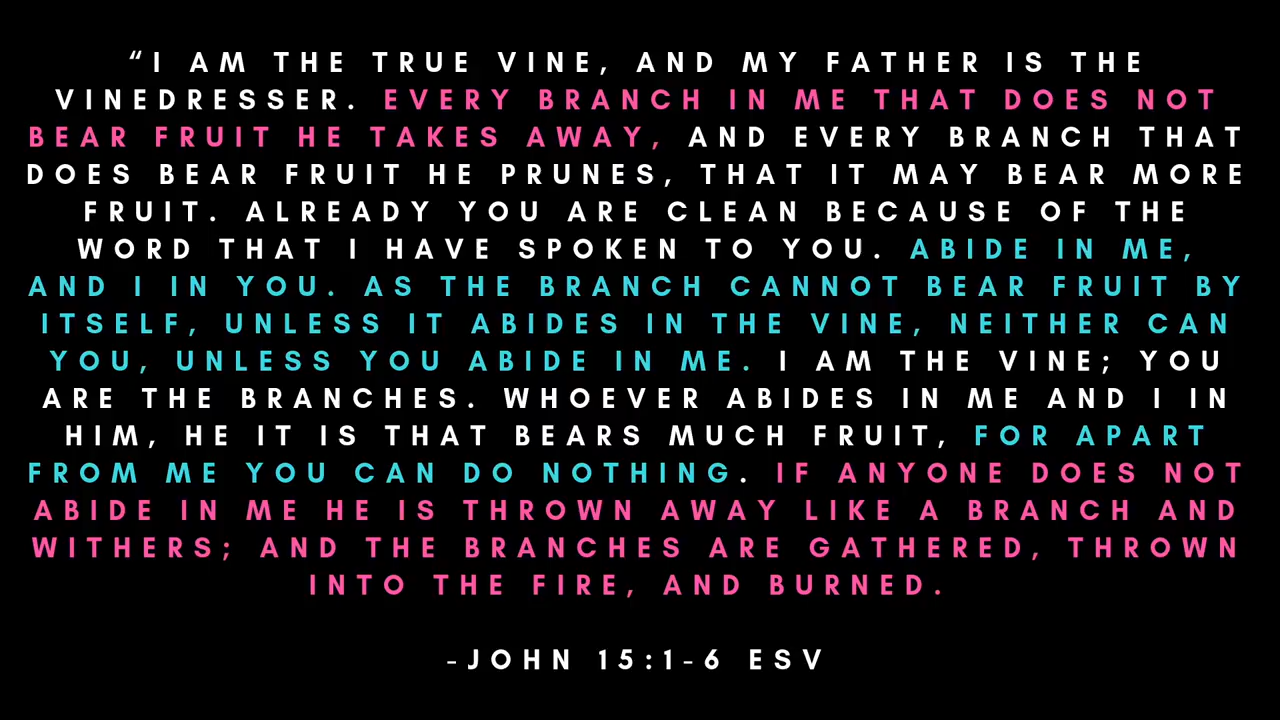 “I AM THE TRUE VINE, AND MY FATHER IS THE
VINEDRESSER. EVERY BRANCH IN ME THAT DOES NOT
BEAR FRUIT HE TAKES AWAY, AND EVERY BRANCH THAT
DOES BEAR FRUIT HE PRUNES, THAT IT MAY BEAR MORE
FRUIT. ALREADY YOU ARE CLEAN BECAUSE OF THE
WORD THAT I HAVE SPOKEN TO YOU. ABIDE IN ME,
AND I IN YOU. AS THE BRANCH CANNOT BEAR FRUIT BY
ITSELF, UNLESS IT ABIDES IN THE VINE, NEITHER CAN
YOU, UNLESS YOU ABIDE IN ME. I AM THE VINE; YOU
ARE THE BRANCHES. WHOEVER ABIDES IN ME AND I IN
HIM, HE IT IS THAT BEARS MUCH FRUIT, FOR APART
FROM ME YOU CAN DO NOTHING. IF ANYONE DOES NOT
ABIDE IN ME HE IS THROWN AWAY LIKE A BRANCH AND
WITHERS; AND THE BRANCHES ARE GATHERED, THROWN
INTO THE FIRE, AND BURNED.
-JOHN 15:1-6 ESV